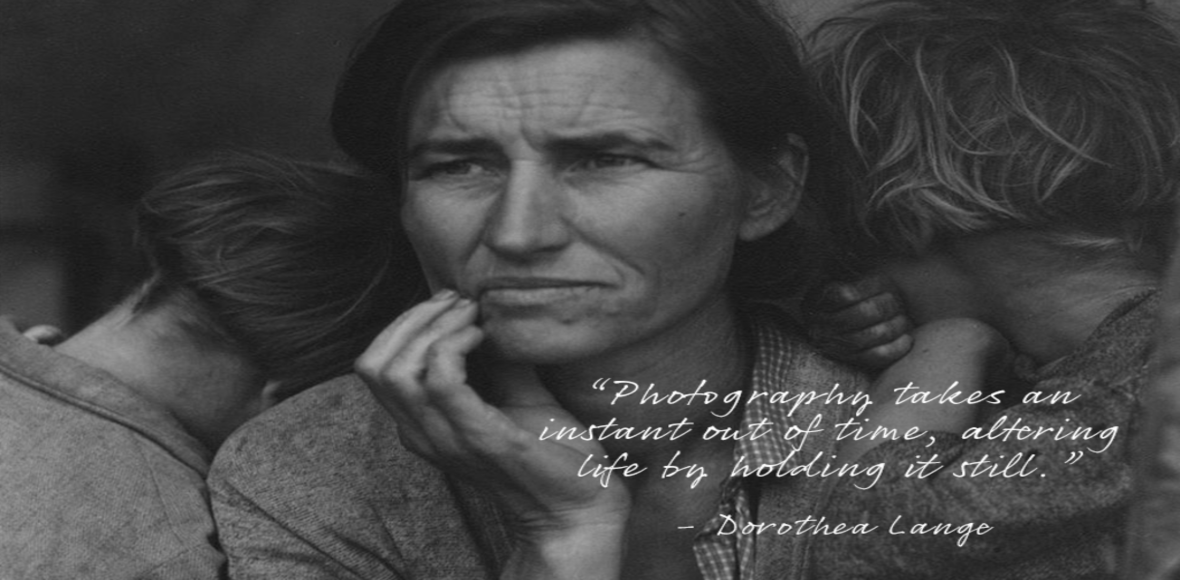 “Photography takes an
instant out of time, altering
life by holding it still.”
– Dorothea Lange